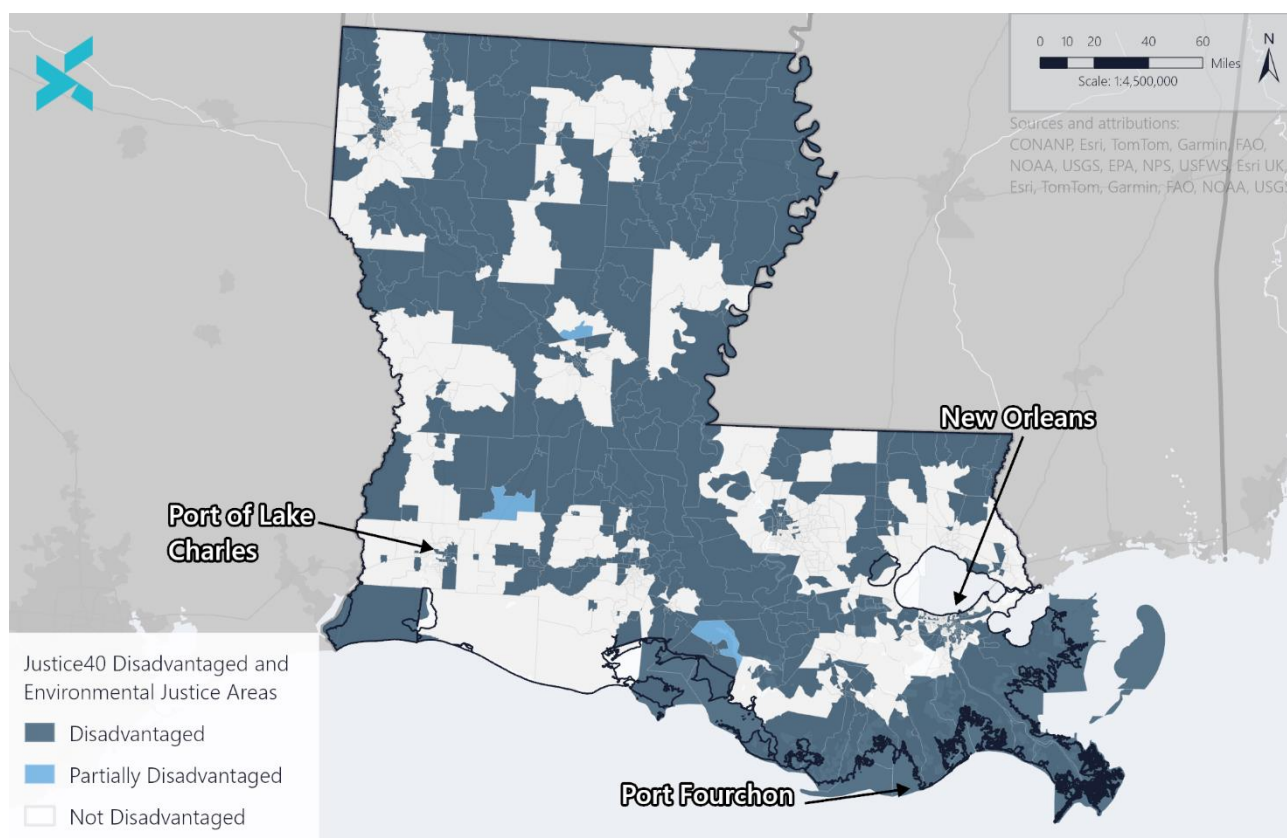 0 10 20 40 60
Miles
N
Scale: 1:4,500,000
Sources and attributions:
CONANP, Esri, TomTom, Garmin, FAO,
NOAA, USGS, EPA, NPS, USFWS, Esri UK,
Esri, TomTom, Garmin, FAO, NOAA, USGS
New Orleans
Port of Lake
Charles
Port Fourchon
Justice40 Disadvantaged and
Environmental Justice Areas
Disadvantaged
Partially Disadvantaged
Not Disadvantaged